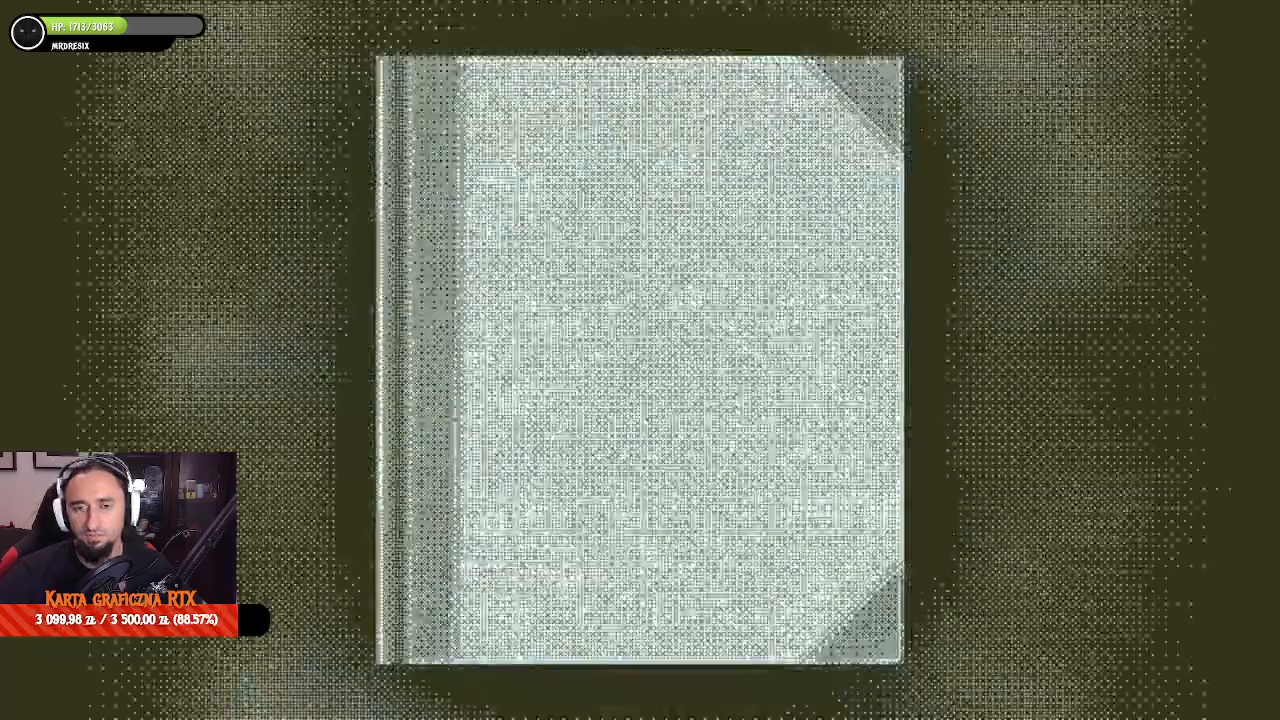 HP: 1713/3063
MRDRESIX
Karta graficzna RTX
3 099,98 zł / 3 500,00 zł (88.57%)